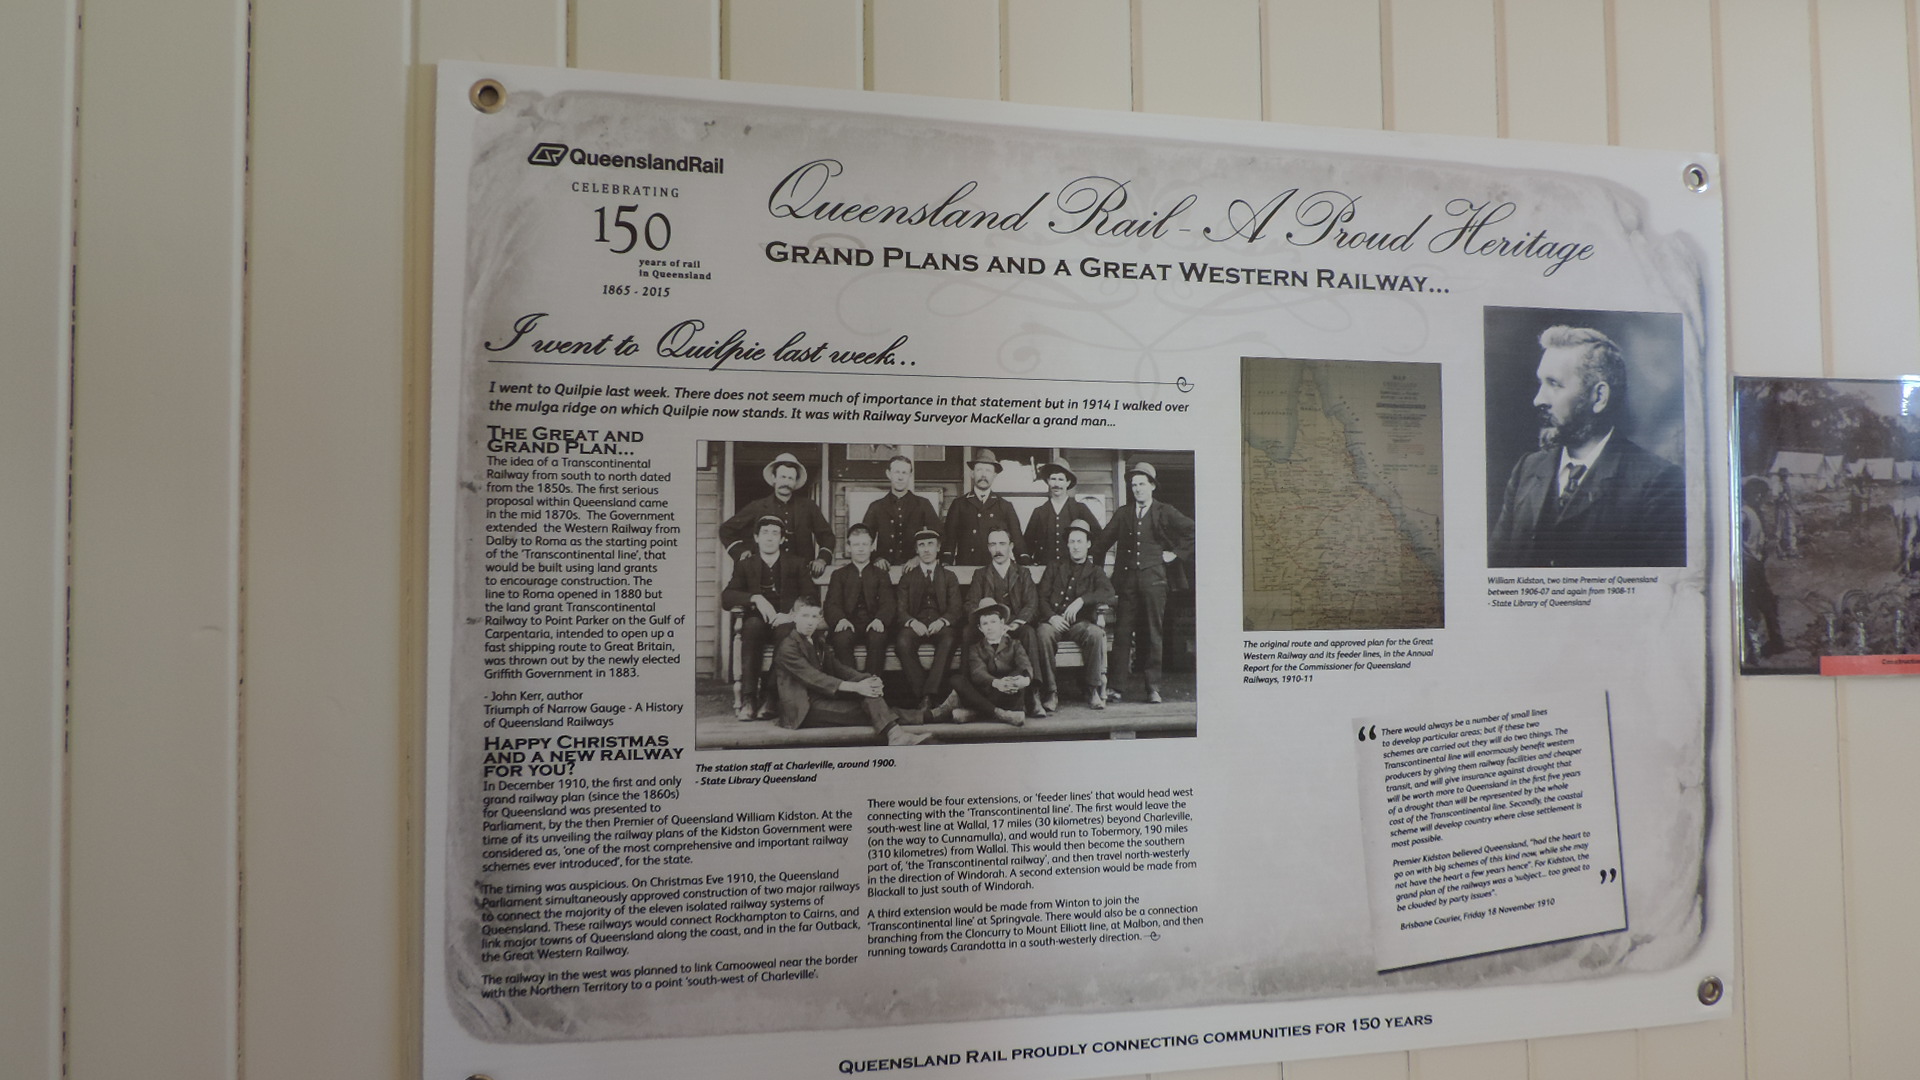 QueenslandRail
CELEBRATING
150
years of rail
in Queensland
1865 - 2015
Queensland Rail - A Proud Heritage
GRAND PLANS AND A GREAT WESTERN RAILWAY...
I went to Quilpie last week...
I went to Quilpie last week. There does not seem much of importance in that statement but in 1914 I walked over
the mulga ridge on which Quilpie now stands. It was with Railway Surveyor MacKellar a grand man...
THE GREAT AND
GRAND PLAN...
The idea of a Transcontinental
Railway from south to north dated
from the 1850s. The first serious
proposal within Queensland came
in the mid 1870s. The Government
extended the Western Railway from
Dalby to Roma as the starting point
of the 'Transcontinental line', that
would be built using land grants
to encourage construction. The
line to Roma opened in 1880 but
the land grant Transcontinental
Railway to Point Parker on the Gulf of
Carpentaria, intended to open up a
fast shipping route to Great Britain,
was thrown out by the newly elected
Griffith Government in 1883.
- John Kerr, author
Triumph of Narrow Gauge - A History
of Queensland Railways
HAPPY CHRISTMAS
AND A NEW RAILWAY
FOR YOU?
In December 1910, the first and only
grand railway plan (since the 1860s)
for Queensland was presented to
Parliament, by the then Premier of Queensland William Kidston. At the
time of its unveiling the railway plans of the Kidston Government were
considered as, 'one of the most comprehensive and important railway
schemes ever introduced', for the state.
The timing was auspicious. On Christmas Eve 1910, the Queensland
Parliament simultaneously approved construction of two major railways
to connect the majority of the eleven isolated railway systems of
Queensland. These railways would connect Rockhampton to Cairns, and
link major towns of Queensland along the coast, and in the far Outback,
the Great Western Railway.
The railway in the west was planned to link Camooweal near the border
with the Northern Territory to a point 'south-west of Charleville'.
The station staff at Charleville, around 1900.
- State Library Queensland
There would be four extensions, or 'feeder lines' that would head west
connecting with the 'Transcontinental line'. The first would leave the
south-west line at Wallal, 17 miles (30 kilometres) beyond Charleville,
(on the way to Cunnamulla), and would run to Tobermory, 190 miles
(310 kilometres) from Wallal. This would then become the southern
part of, 'the Transcontinental railway', and then travel north-westerly
in the direction of Windorah. A second extension would be made from
Blackall to just south of Windorah.
A third extension would be made from Winton to join the
'Transcontinental line' at Springvale. There would also be a connection
branching from the Cloncurry to Mount Elliott line, at Malbon, and then
running towards Carandotta in a south-westerly direction.
The original route and approved plan for the Great
Western Railway and its feeder lines, in the Annual
Report for the Commissioner for Queensland
Railways, 1910-11
William Kidston, two time Premier of Queensland
between 1906-07 and again from 1908-11
- State Library of Queensland
“ There would always be a number of small lines
to develop particular areas; but if these two
schemes are carried out they will do two things. The
Transcontinental line will enormously benefit western
producers by giving them railway facilities and cheaper
transit, and will give insurance against drought that
will be worth more to Queensland in the first five years
of a drought than will be represented by the whole
cost of the Transcontinental line. Secondly, the coastal
scheme will develop country where close settlement is
most possible.
Premier Kidston believed Queensland, "had the heart to
go on with big schemes of this kind now, while she may
not have the heart a few years hence". For Kidston, the
grand plan of the railways was a 'subject... too great to
be clouded by party issues". ”
Brisbane Courier, Friday 18 November 1910
QUEENSLAND RAIL PROUDLY CONNECTING COMMUNITIES FOR 150 YEARS